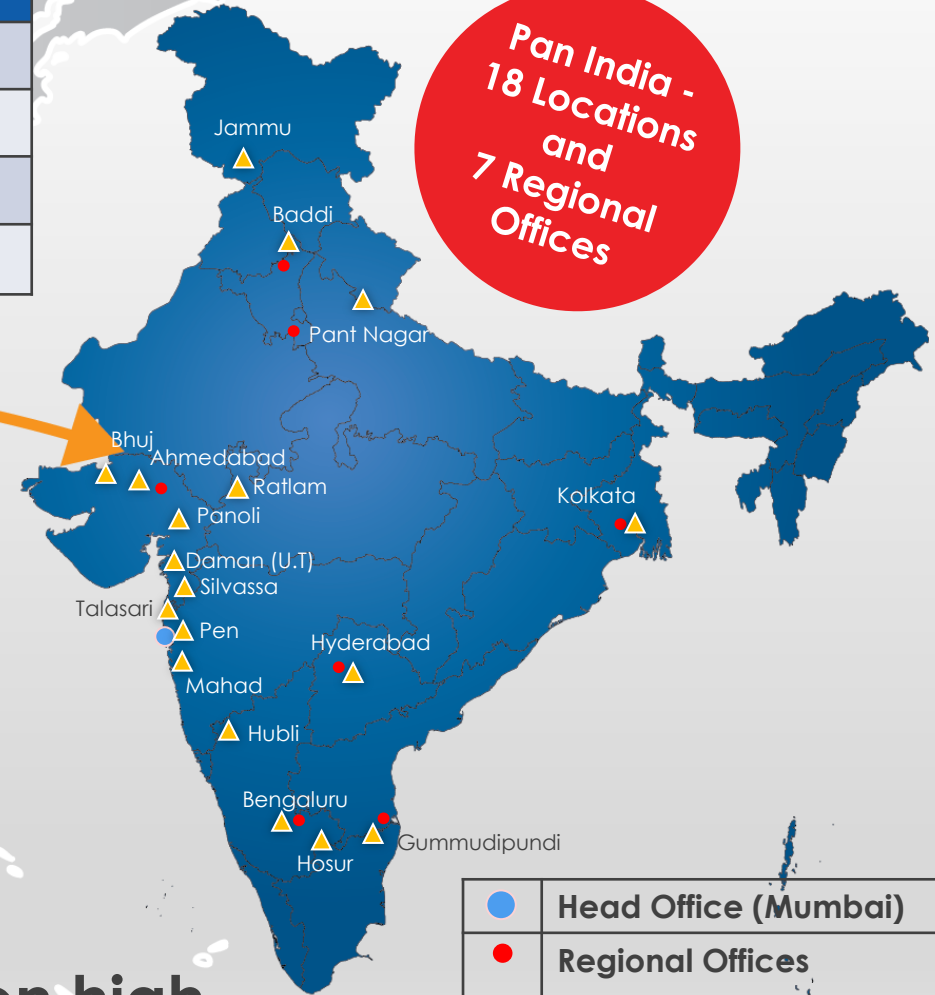 Pan India -
18 Locations
and
7 Regional
Offices
Jammu
Baddi
Pant Nagar
Bhuj
Ahmedabad
Ratlam
Kolkata
Panoli
Daman (U.T)
Silvassa
Talasari
Pen
Hyderabad
Mahad
Hubli
Bengaluru
Gummudipundi
Hosur
Head Office (Mumbai)
Regional Offices